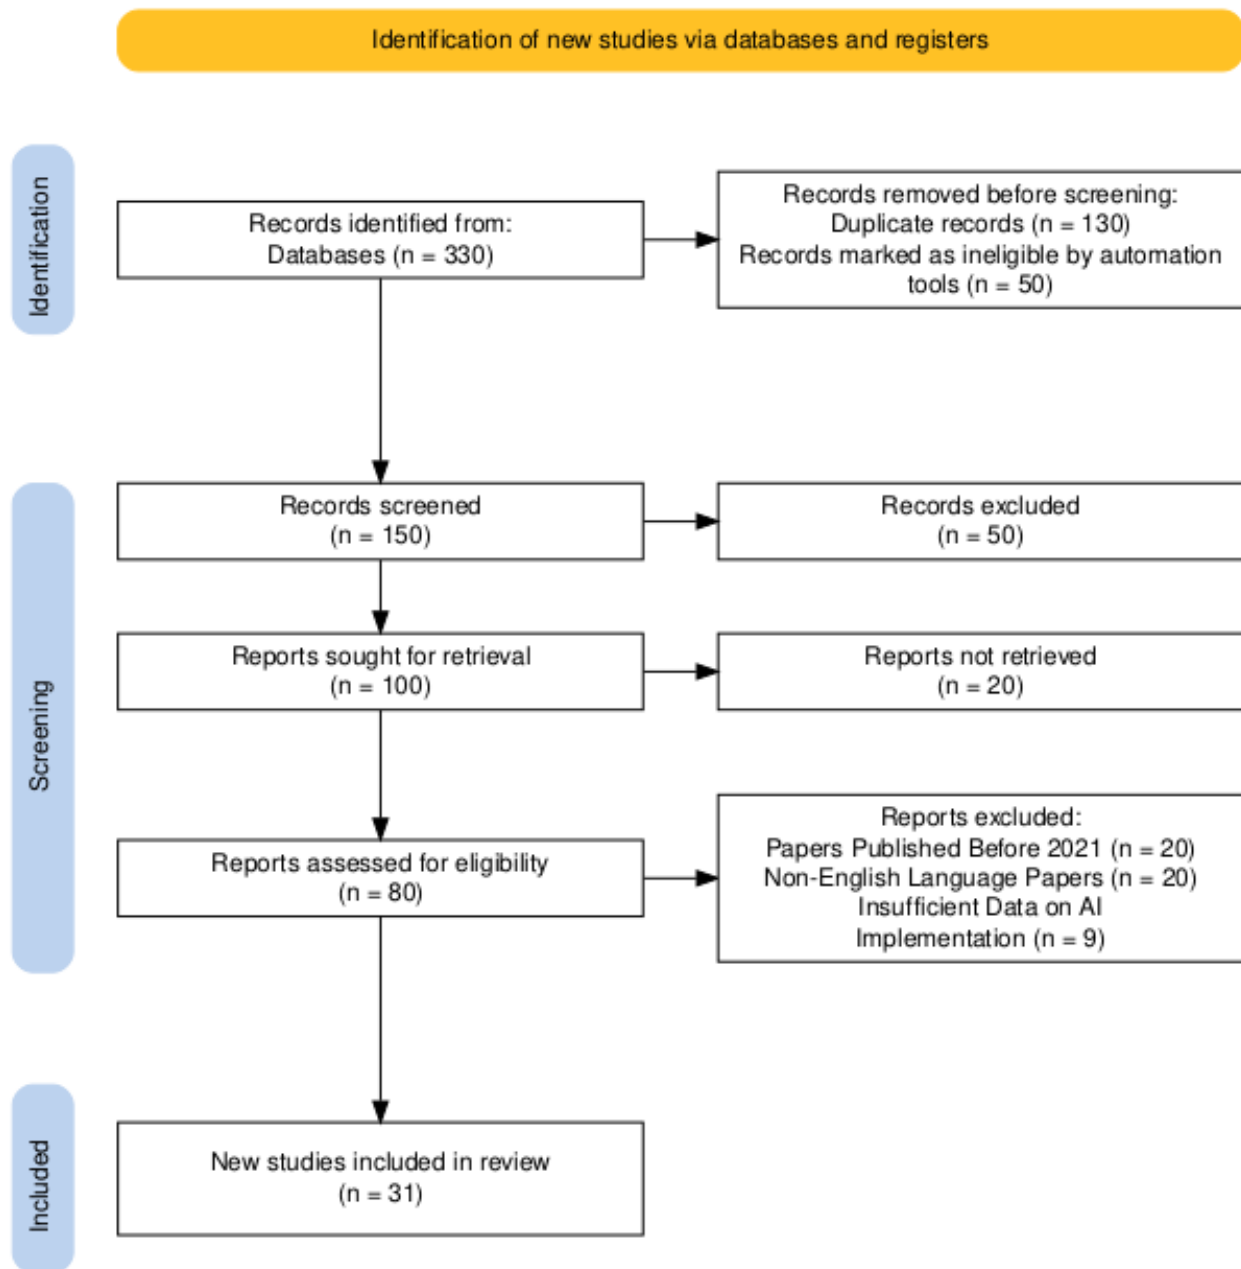 Identification of new studies via databases and registers
Identification
Records identified from:
Databases (n = 330)
Records removed before screening:
Duplicate records (n = 130)
Records marked as ineligible by automation
tools (n = 50)
Screening
Records screened
(n = 150)
Records excluded
(n = 50)
Reports sought for retrieval
(n = 100)
Reports not retrieved
(n = 20)
Reports assessed for eligibility
(n = 80)
Reports excluded:
Papers Published Before 2021 (n = 20)
Non-English Language Papers (n = 20)
Insufficient Data on AI
Implementation (n = 9)
Included
New studies included in review
(n = 31)